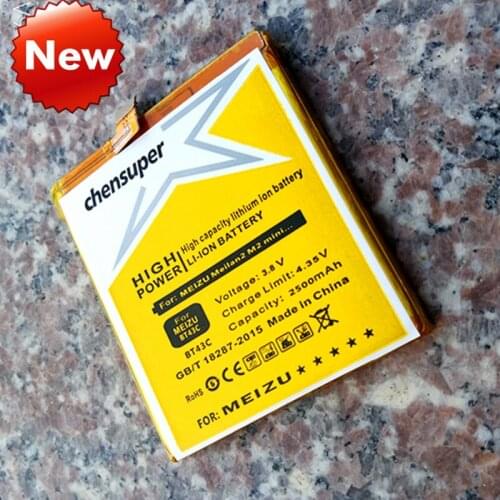 New
chensuper
HIGH POWER
High capacity lithium ion battery
LI-ION BATTERY
For: MEIZU Meilan2 M2 mini...
For
MEIZU
BT43C
BT43C
Voltage: 3.8V
Charge Limit: 4.35V
Capacity: 2500mAh
GB/T 18287-2015 Made in China
RoHS CE
FOR: MEIZU ★★★★★